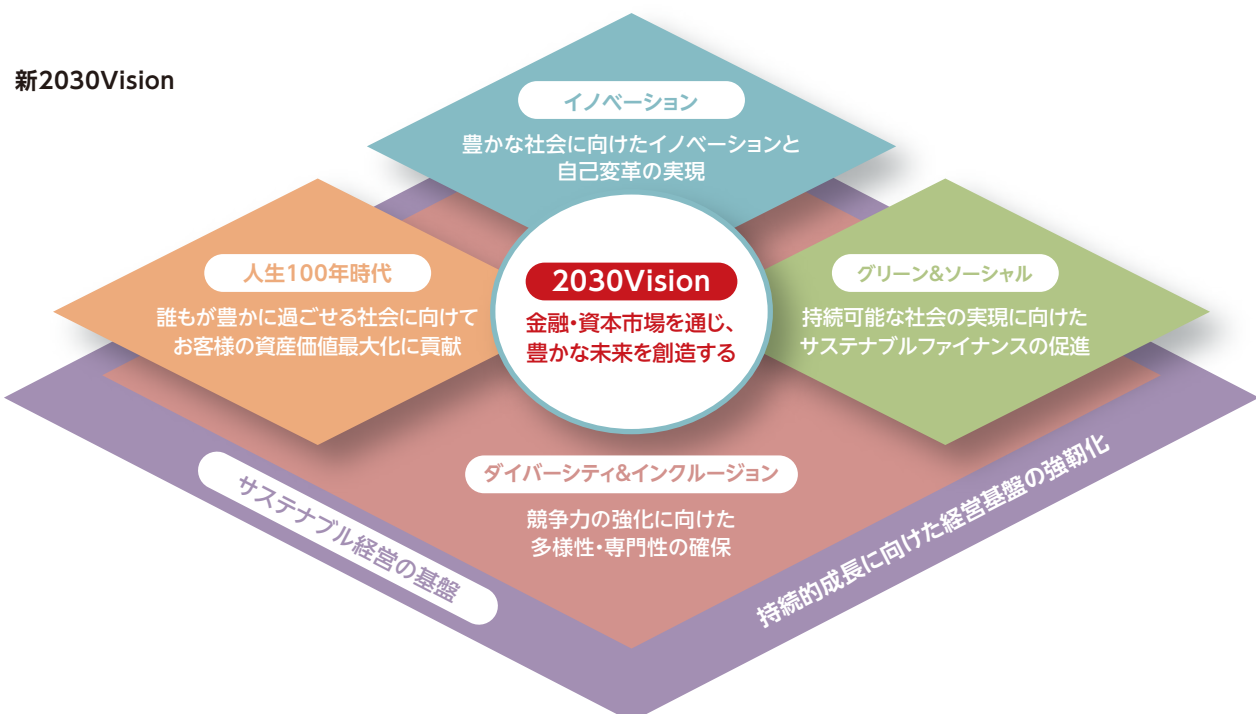 新2030Vision
イノベーション
豊かな社会に向けたイノベーションと
自己変革の実現
人生100年時代
誰もが豊かに過ごせる社会に向けて
お客様の資産価値最大化に貢献
2030Vision
金融・資本市場を通じ、
豊かな未来を創造する
グリーン&ソーシャル
持続可能な社会の実現に向けた
サステナブルファイナンスの促進
ダイバーシティ&インクルージョン
競争力の強化に向けた
多様性・専門性の確保
サステナブル経営の基盤
持続的成長に向けた経営基盤の強靭化